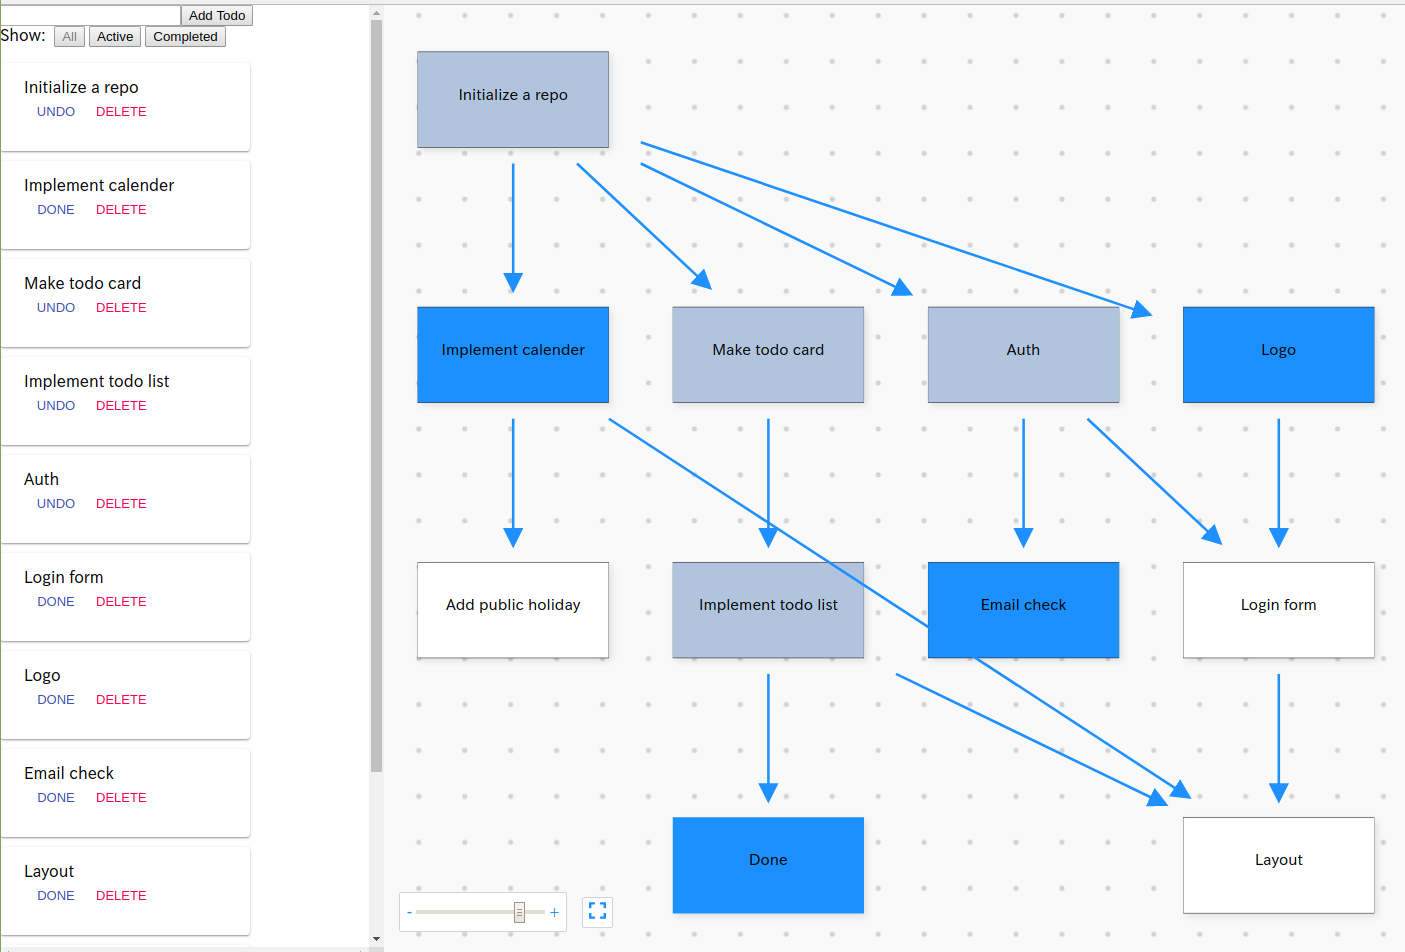 Add Todo
Show: All Active Completed
Initialize a repo
UNDO DELETE
Implement calender
DONE DELETE
Make todo card
UNDO DELETE
Implement todo list
UNDO DELETE
Auth
UNDO DELETE
Login form
DONE DELETE
Logo
DONE DELETE
Email check
DONE DELETE
Layout
DONE DELETE
Initialize a repo
Implement calender
Make todo card
Auth
Logo
Add public holiday
Implement todo list
Email check
Login form
Done
Layout
- +